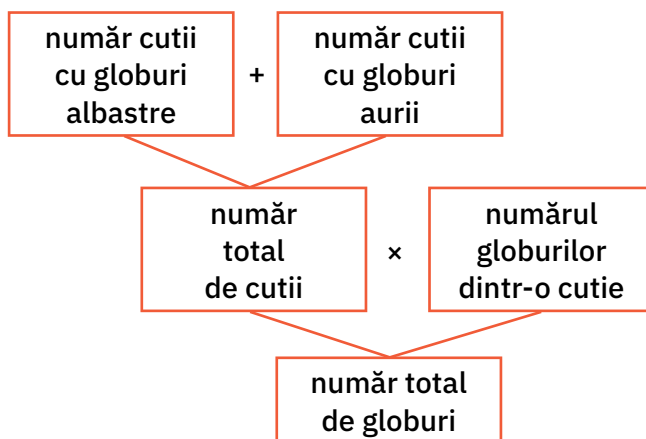 număr cutii
cu globuri
albastre
+
număr cutii
cu globuri
aurii
număr
total
de cutii
×
numărul
globurilor
dintr-o cutie
număr total
de globuri